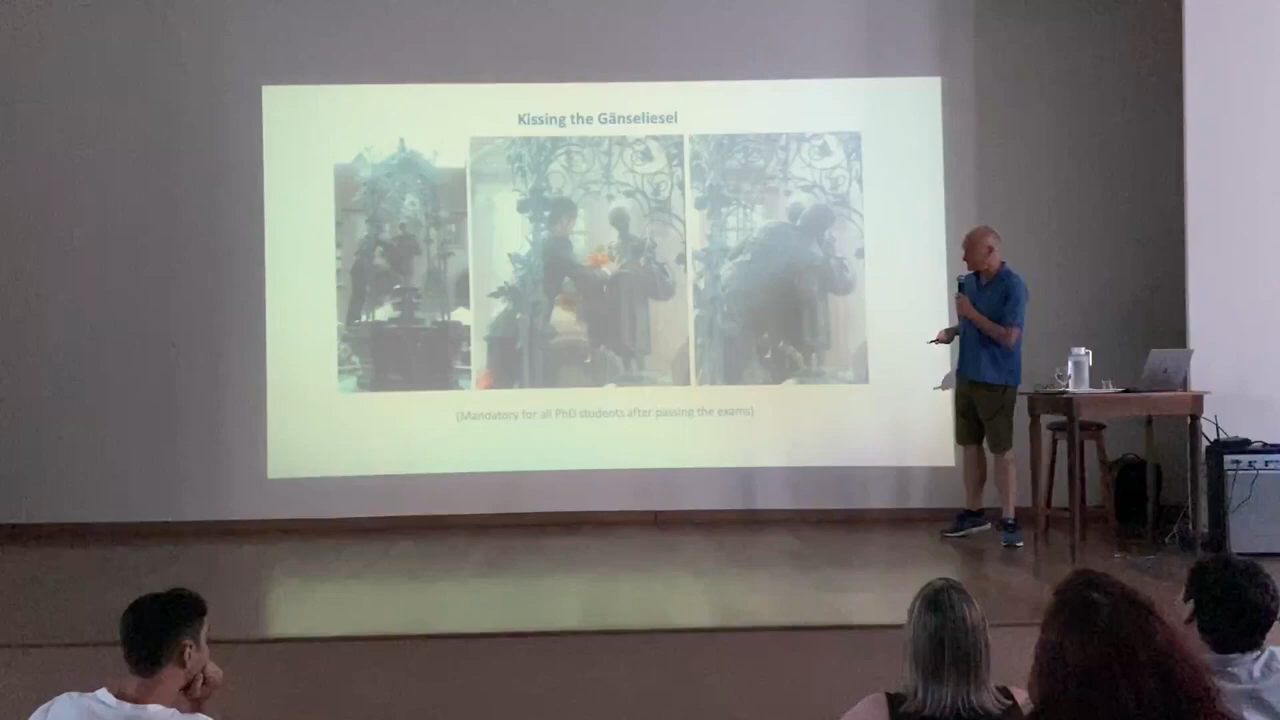 Kissing the Gänseliesel
(Mandatory for all PhD students after passing the exams)